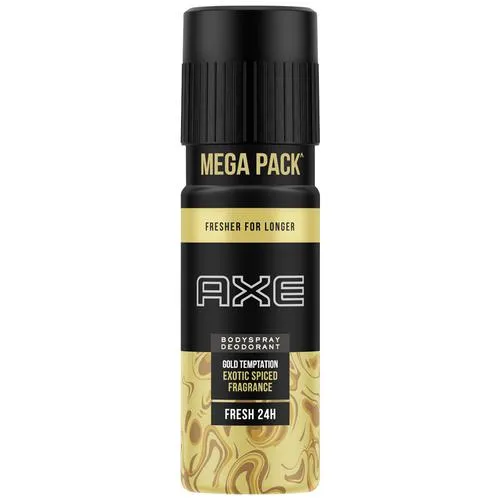 MEGA PACK^
FRESHER FOR LONGER
AXE
BODYSPRAY
DEODORANT
GOLD TEMPTATION
EXOTIC SPICED
FRAGRANCE
FRESH 24H